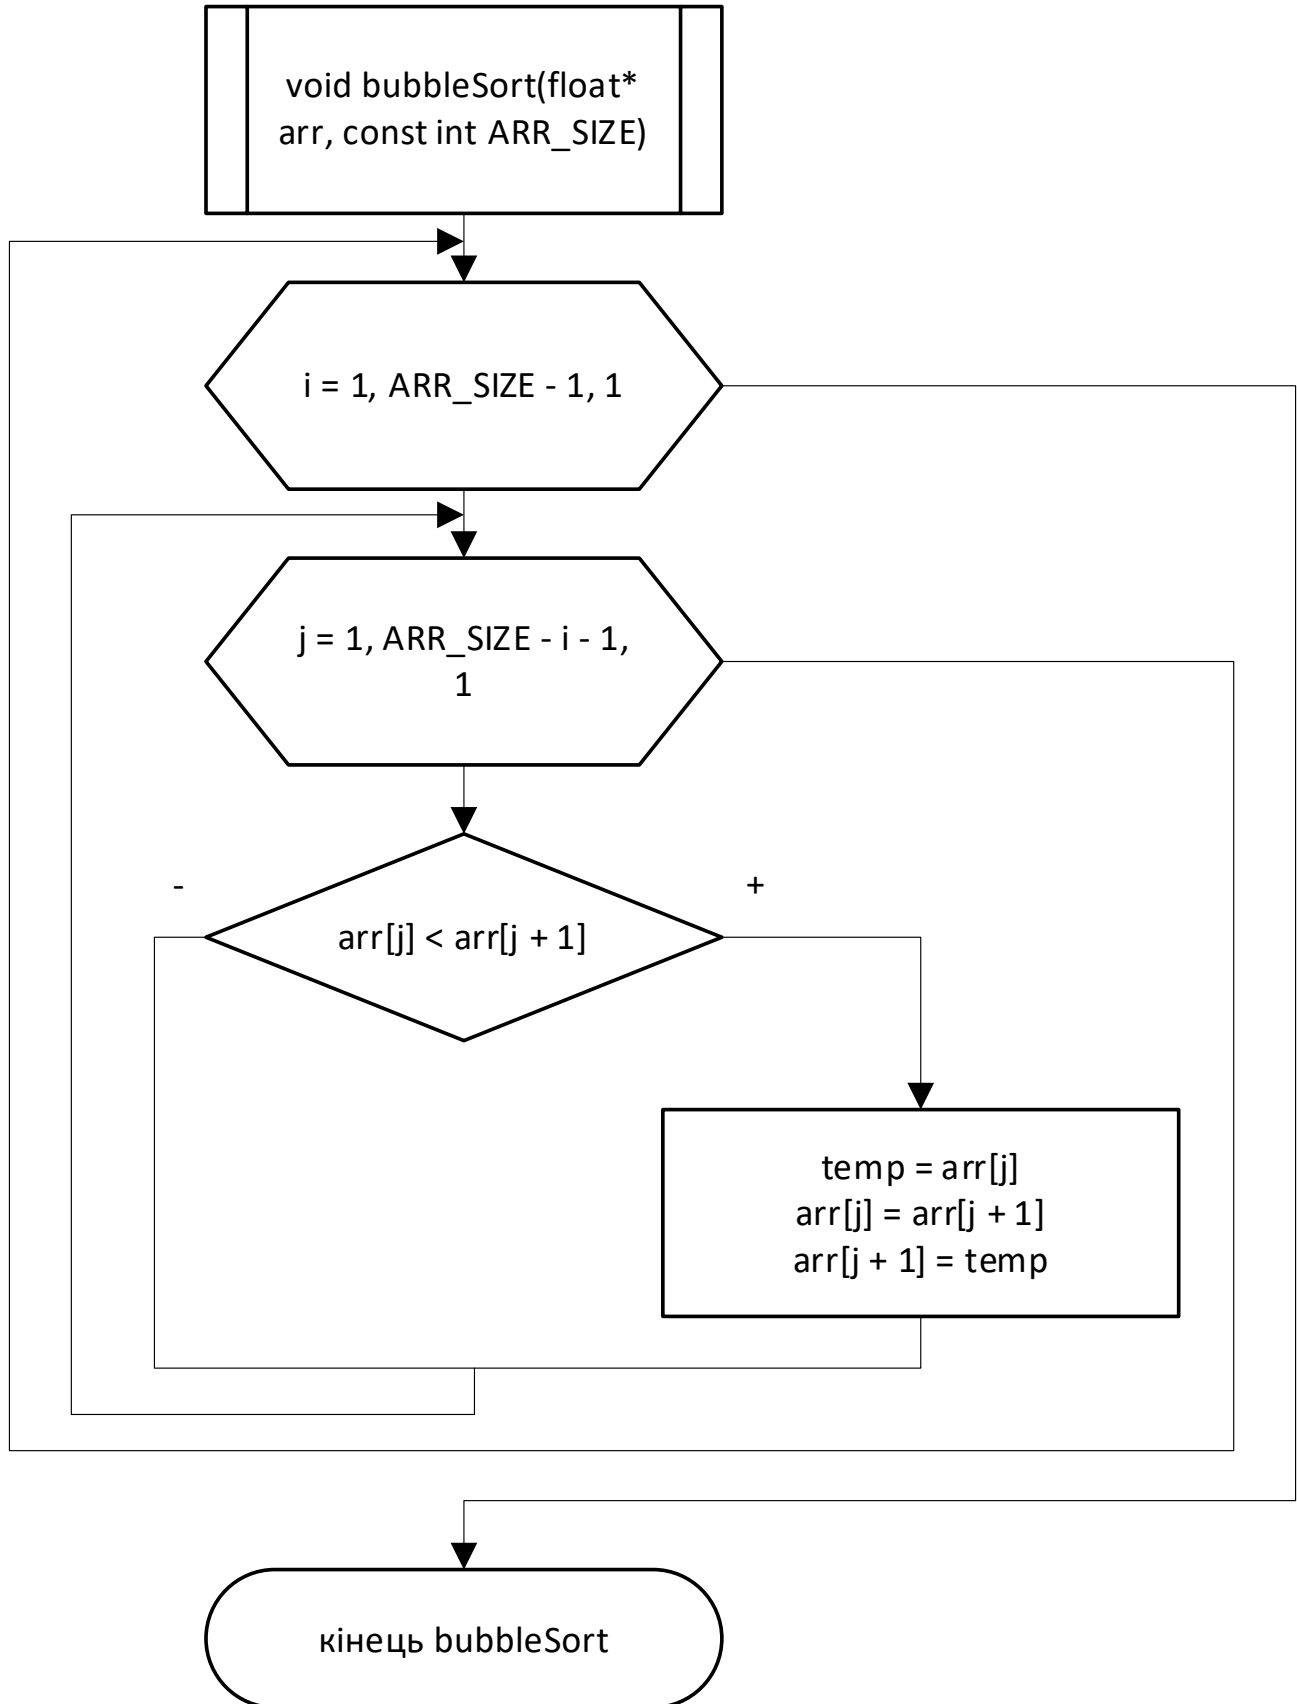 void bubbleSort(float*
arr, const int ARR_SIZE)
i = 1, ARR_SIZE - 1, 1
j = 1, ARR_SIZE - i - 1,
1
-
+
arr[j] < arr[j + 1]
temp = arr[j]
arr[j] = arr[j + 1]
arr[j + 1] = temp
кінець bubbleSort